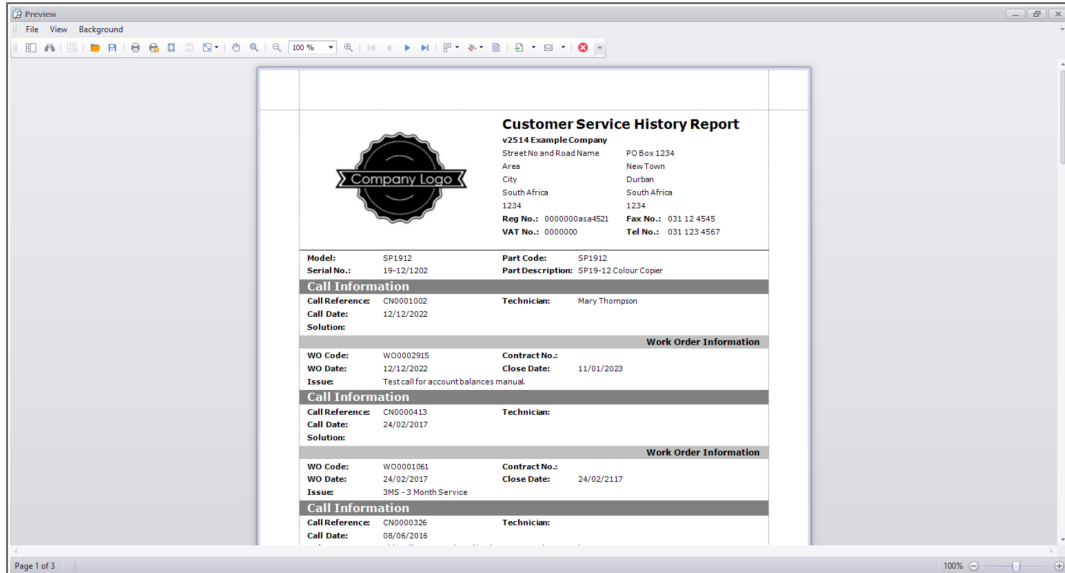 Preview
File View Background
100 %
Company Logo
Customer Service History Report
v2514 Example Company
Street No and Road Name PO Box 1234
Area New Town
City Durban
South Africa South Africa
1234 1234
Reg No.: 0000000asa4521 Fax No.: 031 12 4545
VAT No.: 0000000 Tel No.: 031 123 4567
Model: SP1912 Part Code: SP1912
Serial No.: 19-12/1202 Part Description: SP19-12 Colour Copier
Call Information
Call Reference: CN0001002 Technician: Mary Thompson
Call Date: 12/12/2022
Solution:
Work Order Information
WO Code: WO0002915 Contract No.:
WO Date: 12/12/2022 Close Date: 11/01/2023
Issue: Test call for account balances manual.
Call Information
Call Reference: CN0000413 Technician:
Call Date: 24/02/2017
Solution:
Work Order Information
WO Code: WO0001061 Contract No.:
WO Date: 24/02/2017 Close Date: 24/02/2117
Issue: 3MS - 3 Month Service
Call Information
Call Reference: CN0000326 Technician:
Call Date: 08/06/2016
Page 1 of 3 100%